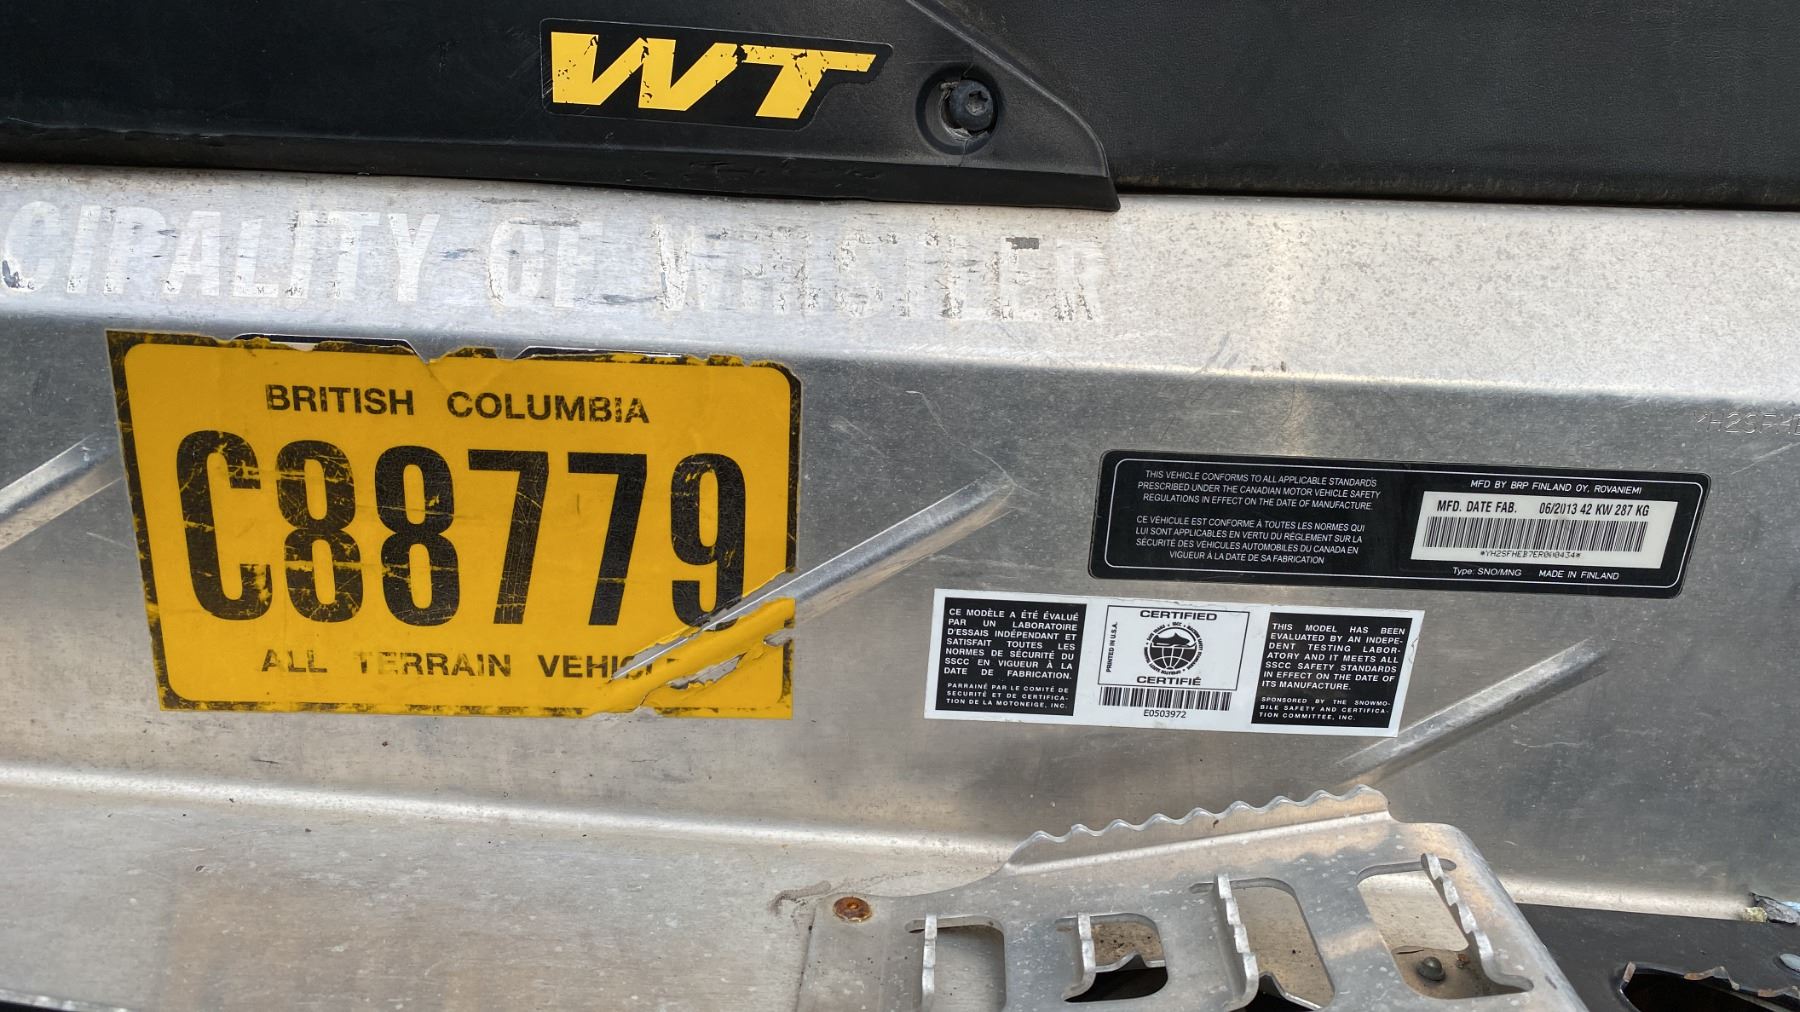 WT
CIPALITY OF WHISTLER
BRITISH COLUMBIA
C88779
ALL TERRAIN VEHICL
YH2SFHE
THIS VEHICLE CONFORMS TO ALL APPLICABLE STANDARDS
PRESCRIBED UNDER THE CANADIAN MOTOR VEHICLE SAFETY
REGULATIONS IN EFFECT ON THE DATE OF MANUFACTURE.
CE VÉHICULE EST CONFORME À TOUTES LES NORMES QUI
LUI SONT APPLICABLES EN VERTU DU RÉGLEMENT SUR LA
SÉCURITÉ DES VÉHICULES AUTOMOBILES DU CANADA EN
VIGUEUR À LA DATE DE SA FABRICATION
MFD BY BRP FINLAND OY, ROVANIEMI
MFD. DATE FAB. 06/2013 42 KW 287 KG
*YH2SFHEB7ER000434*
Type: SNO/MNG MADE IN FINLAND
CE MODÈLE A ÉTÉ ÉVALUÉ
PAR UN LABORATOIRE
D'ESSAIS INDÉPENDANT ET
SATISFAIT TOUTES LES
NORMES DE SÉCURITÉ DU
SSCC EN VIGUEUR À LA
DATE DE FABRICATION.
PARRAINÉ PAR LE COMITÉ DE
SÉCURITÉ ET DE CERTIFICA-
TION DE LA MOTONEIGE, INC.
PRINTED IN U.S.A.
CERTIFIED
CERTIFIÉ
E0503972
THIS MODEL HAS BEEN
EVALUATED BY AN INDEPE-
DENT TESTING LABOR-
ATORY AND IT MEETS ALL
SSCC SAFETY STANDARDS
IN EFFECT ON THE DATE OF
ITS MANUFACTURE.
SPONSORED BY THE SNOWMO-
BILE SAFETY AND CERTIFICA-
TION COMMITTEE, INC.